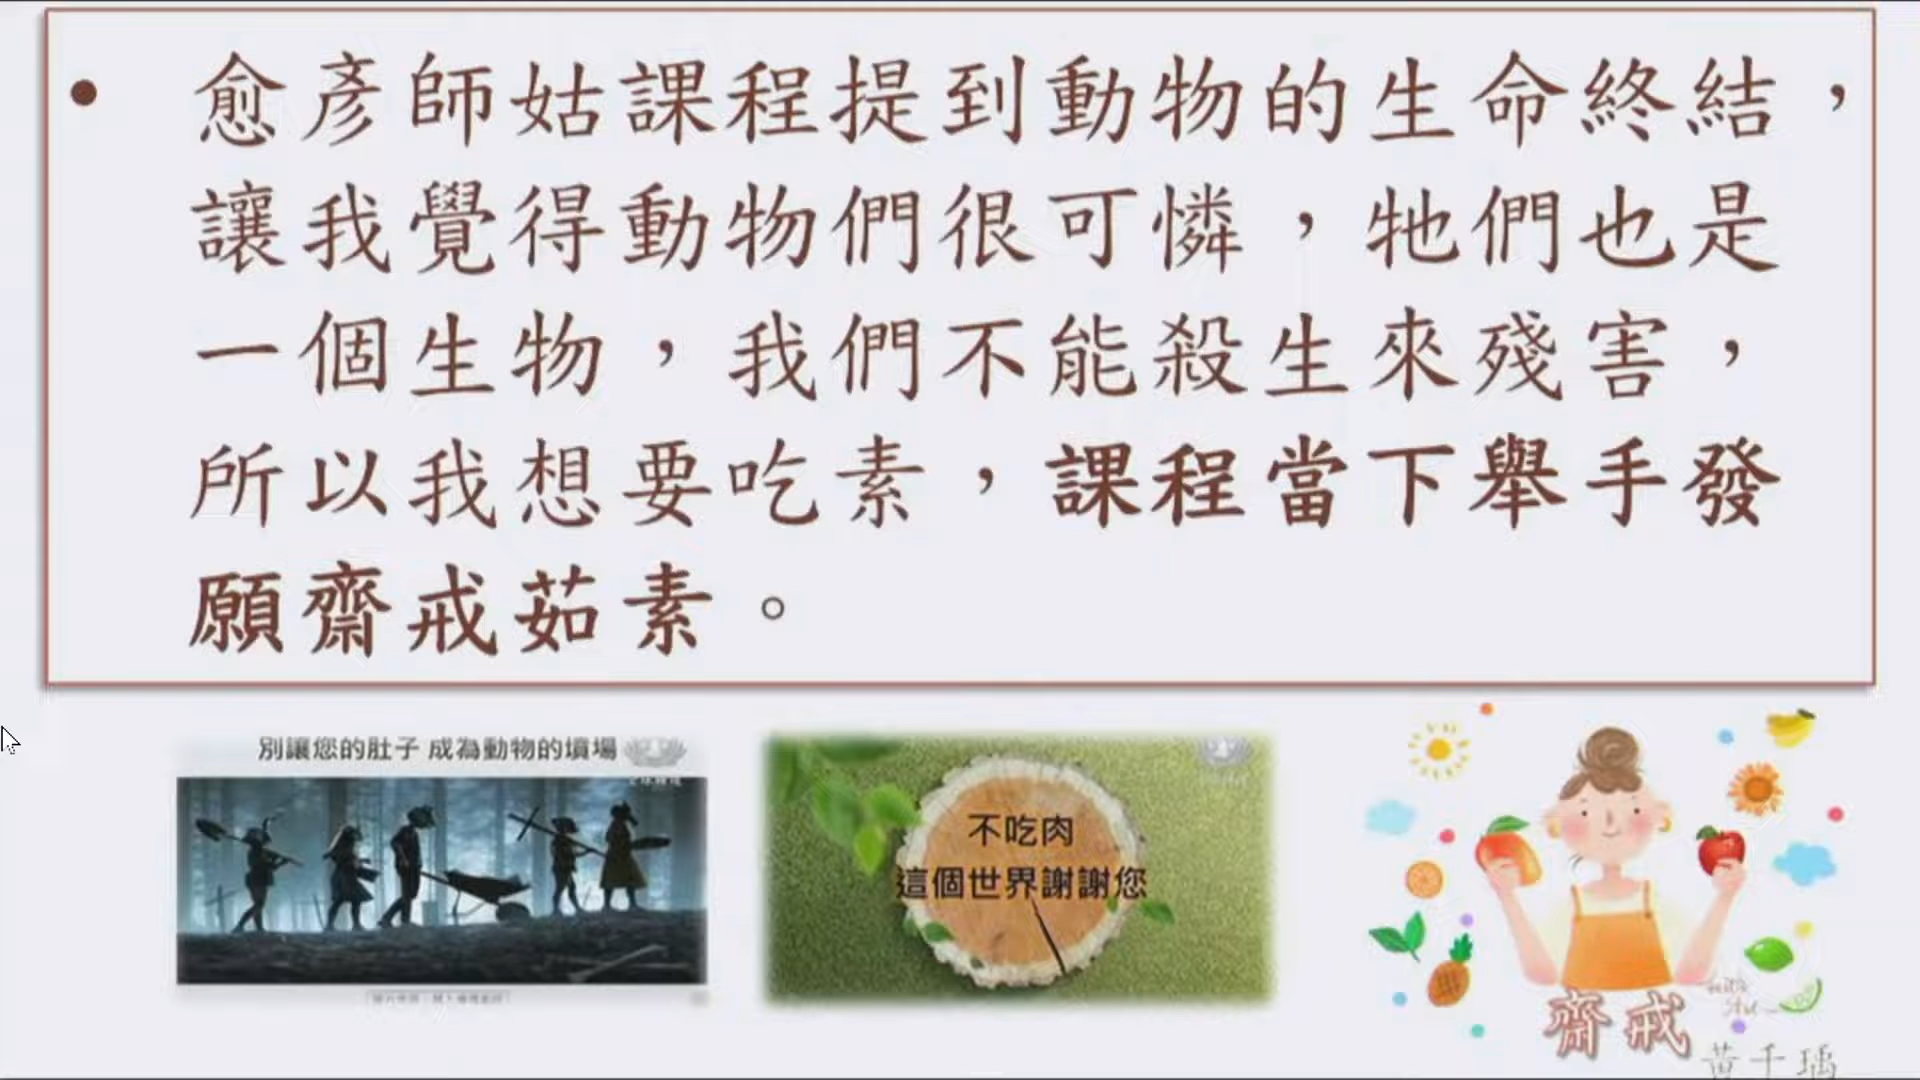 • 愈彥師姑課程提到動物的生命終結，
讓我覺得動物們很可憐，牠們也是
一個生物，我們不能殺生來殘害，
所以我想要吃素，課程當下舉手發
願齋戒茹素。
別讓您的肚子 成為動物的墳場
不吃肉
這個世界謝謝您
齋戒
黃千瑀